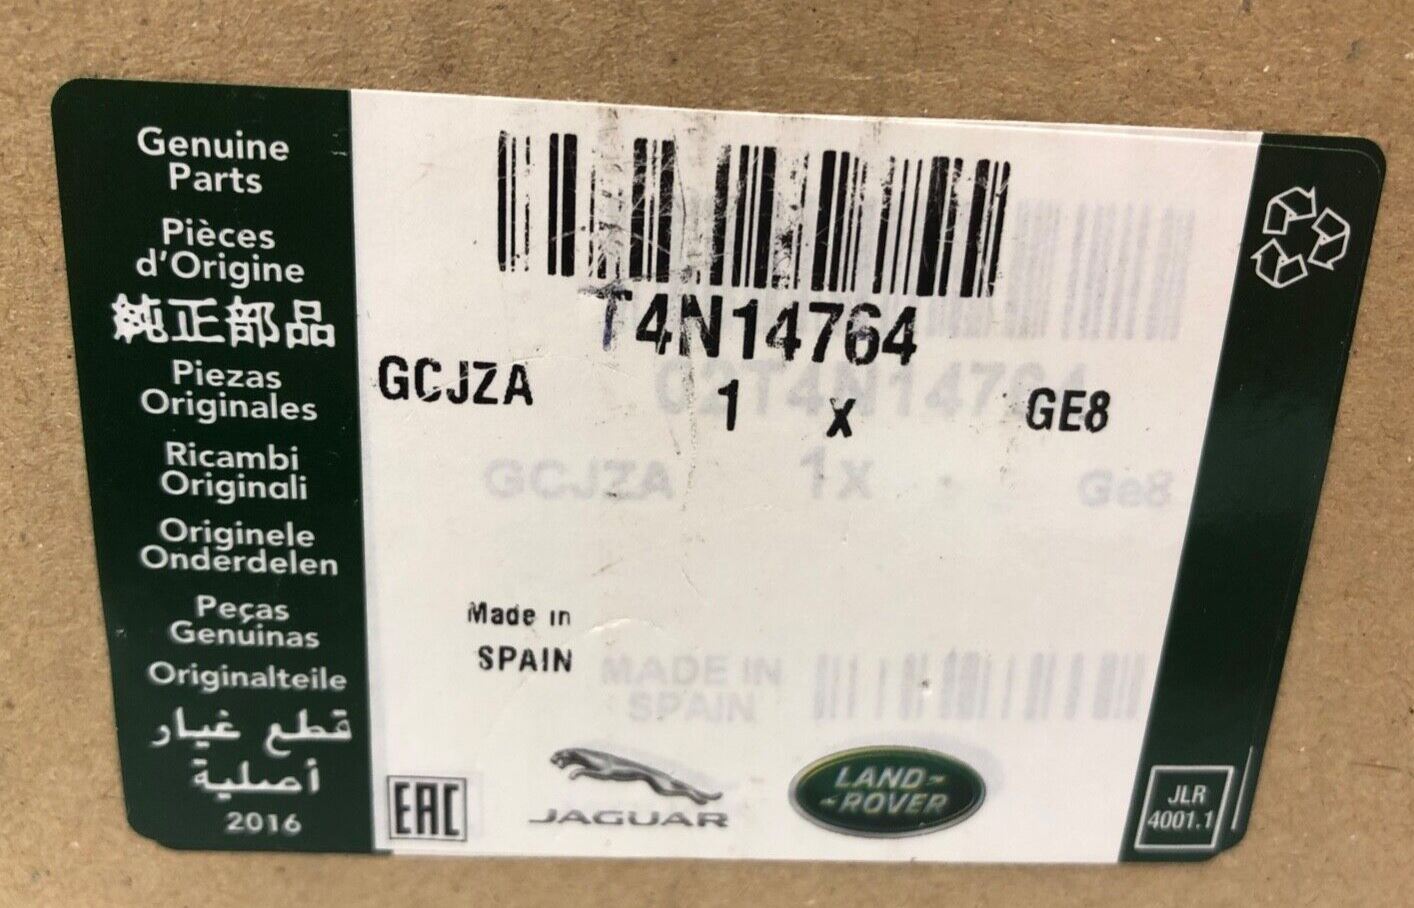 Genuine
Parts
Pièces
d'Origine
純正部品
Piezas
Originales
Ricambi
Originali
Originele
Onderdelen
Peças
Genuinas
Originalteile
قطع غيار
أصلية
2016
T4N14764
GCJZA 1 x GE8
GCJZA 1x Ge8
Made in
SPAIN
MADE IN
SPAIN
EAC
JAGUAR
LAND-
-ROVER
JLR
4001.1